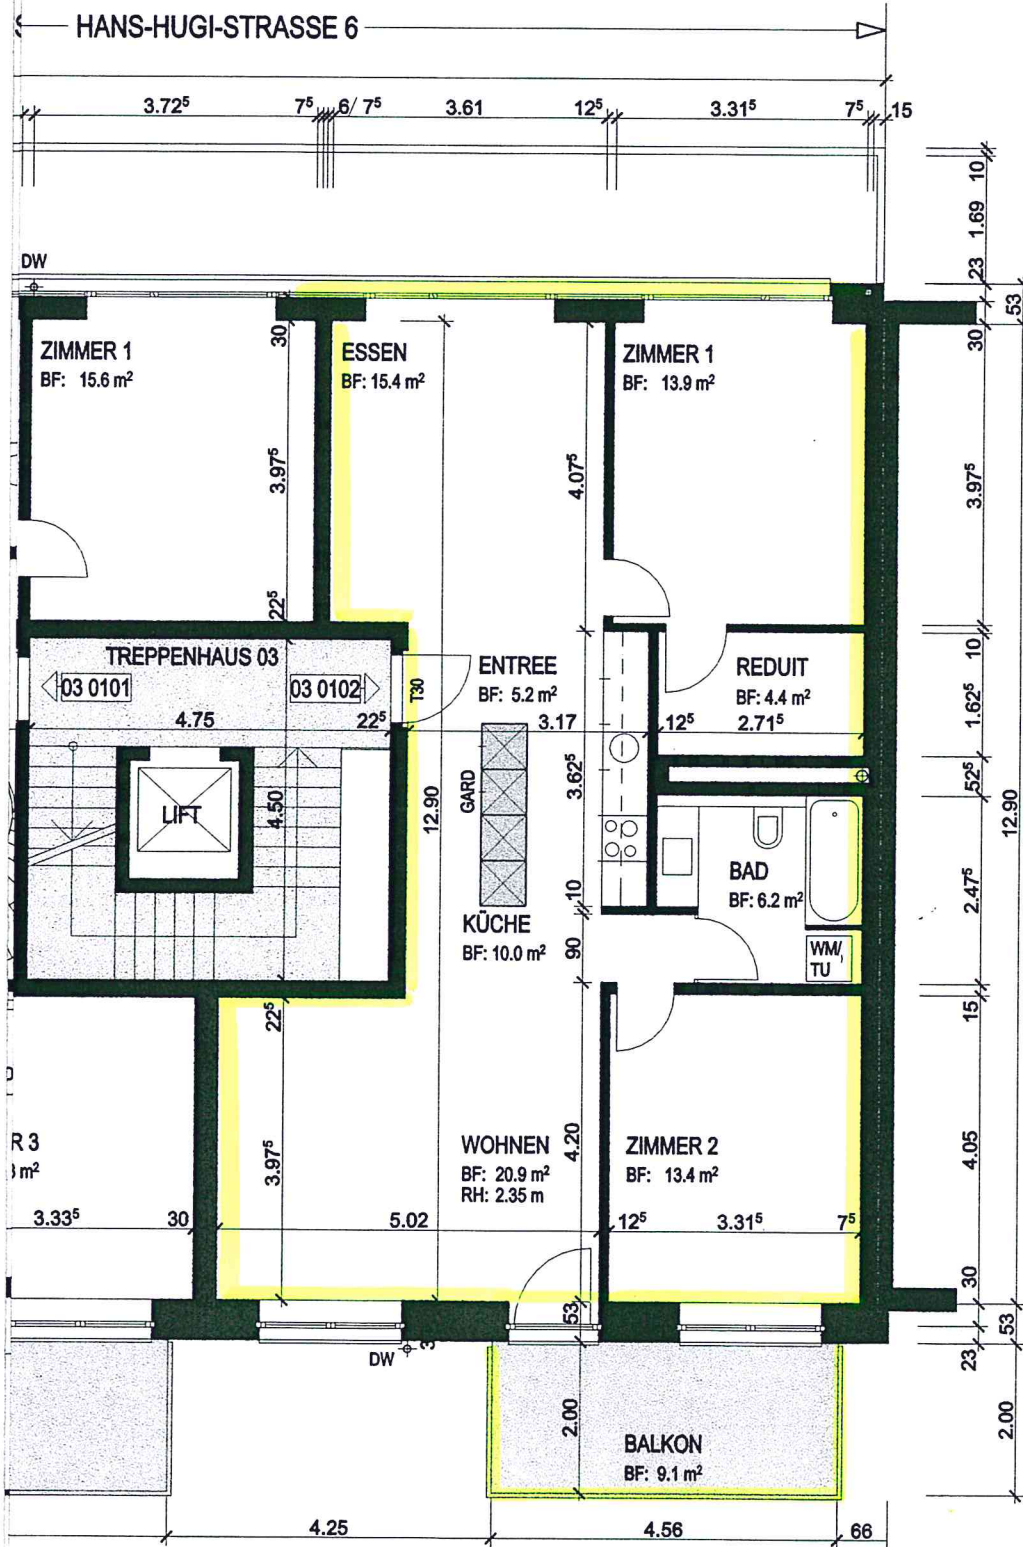 HANS-HUGI-STRASSE 6
3.72⁵ 7⁵ 6/ 7⁵ 3.61 12⁵ 3.31⁵ 7⁵ 15
10
1.69
23
DW
53
30
30
ZIMMER 1
BF: 15.6 m²
ESSEN
BF: 15.4 m²
ZIMMER 1
BF: 13.9 m²
3.97⁵
4.07⁵
3.97⁵
22⁵
TREPPENHAUS 03
03 0101
03 0102
T30
4.75 22⁵
ENTREE
BF: 5.2 m²
3.17
REDUIT
BF: 4.4 m²
12⁵ 2.71⁵
10
1.62⁵
52⁵
GARD
3.62⁵
LIFT
4.50
12.90
12.90
BAD
BF: 6.2 m²
2.47⁵
10
KÜCHE
BF: 10.0 m²
90
WM/
TU
22⁵
15
R 3
m²
3.97⁵
WOHNEN
BF: 20.9 m²
RH: 2.35 m
4.20
ZIMMER 2
BF: 13.4 m²
4.05
3.33⁵ 30 5.02 12⁵ 3.31⁵ 7⁵
30
53
53
23
DW
2.00
BALKON
BF: 9.1 m²
2.00
4.25 4.56 66